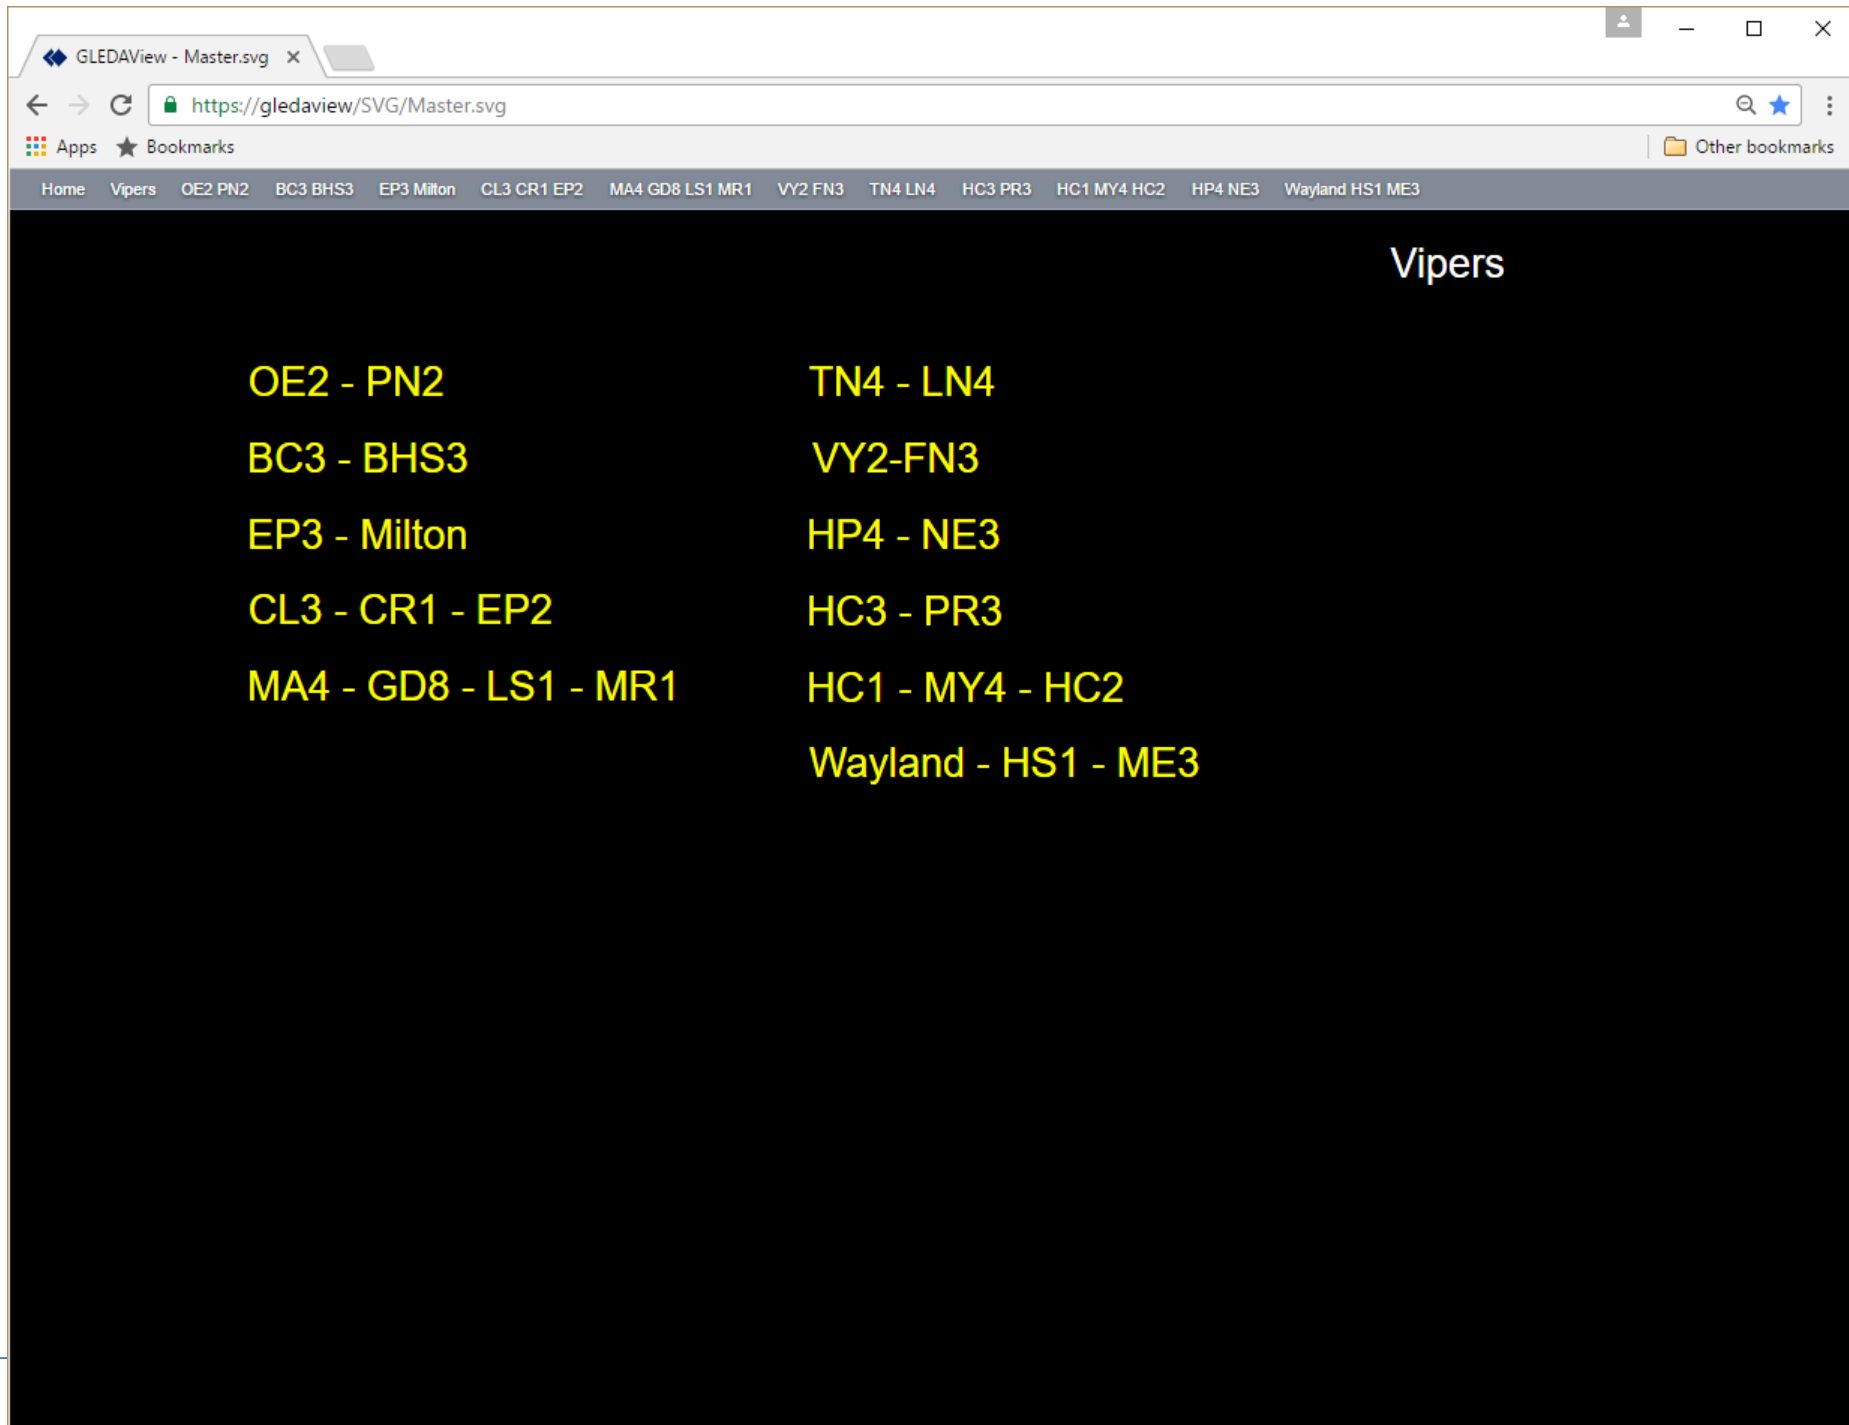 GLEDAView - Master.svg
https://gledaview/SVG/Master.svg
Apps Bookmarks Other bookmarks
Home Vipers OE2 PN2 BC3 BHS3 EP3 Milton CL3 CR1 EP2 MA4 GD8 LS1 MR1 VY2 FN3 TN4 LN4 HC3 PR3 HC1 MY4 HC2 HP4 NE3 Wayland HS1 ME3
Vipers
OE2 - PN2
BC3 - BHS3
EP3 - Milton
CL3 - CR1 - EP2
MA4 - GD8 - LS1 - MR1
TN4 - LN4
VY2-FN3
HP4 - NE3
HC3 - PR3
HC1 - MY4 - HC2
Wayland - HS1 - ME3